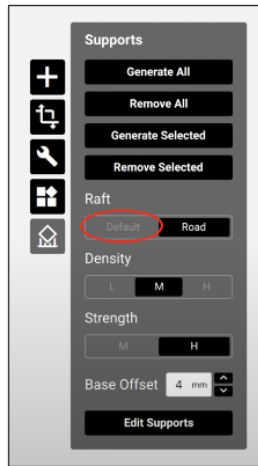 Supports
Generate All
Remove All
Generate Selected
Remove Selected
Raft
Default Road
Density
L M H
Strength
M H
Base Offset 4 mm
Edit Supports